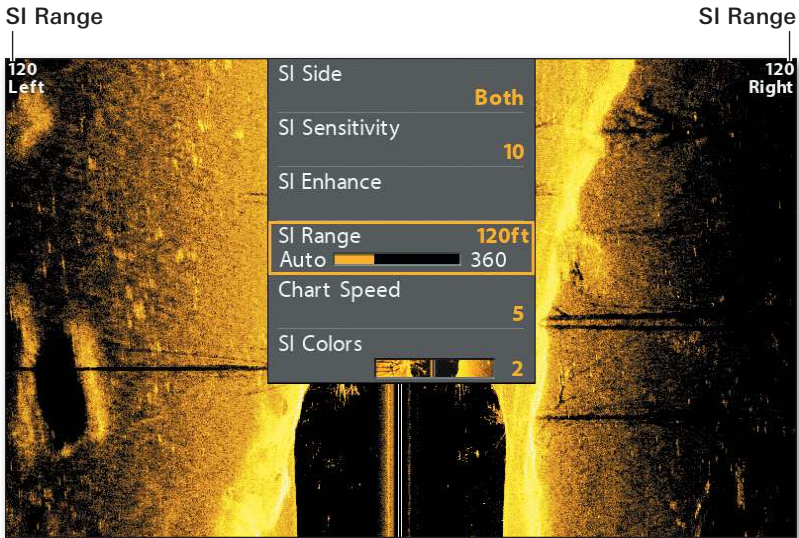 SI Range
SI Range
120
Left
120
Right
SI Side
Both
SI Sensitivity
10
SI Enhance
SI Range 120ft
Auto 360
Chart Speed
5
SI Colors
2